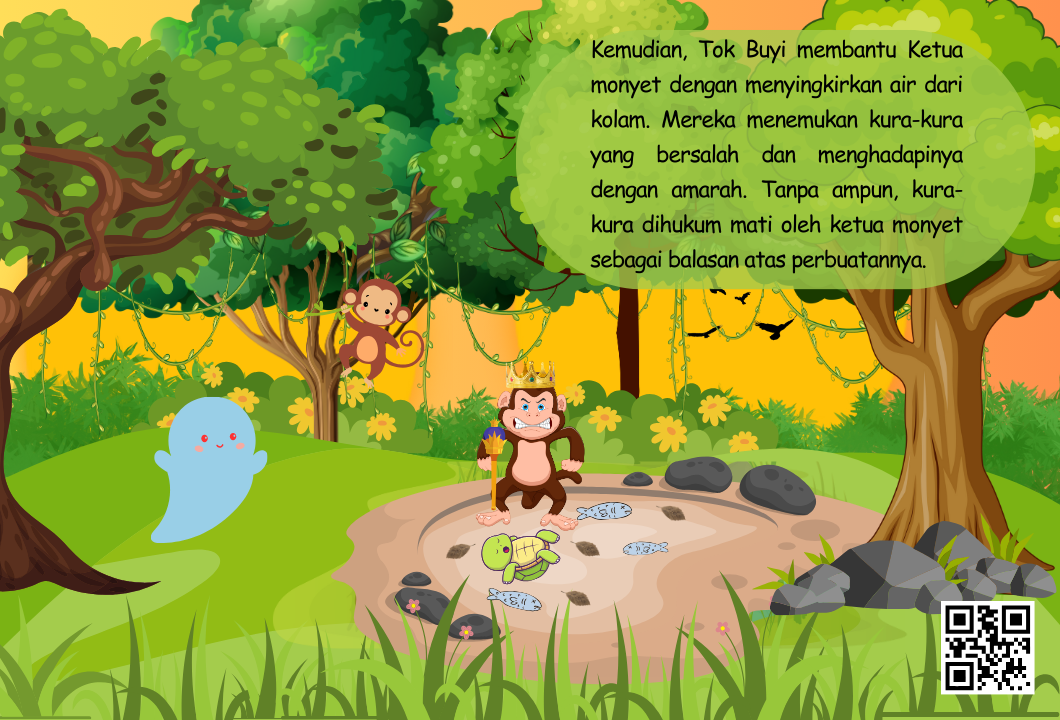 Kemudian, Tok Buyi membantu Ketua
monyet dengan menyingkirkan air dari
kolam. Mereka menemukan kura-kura
yang bersalah dan menghadapinya
dengan amarah. Tanpa ampun, kura-
kura dihukum mati oleh ketua monyet
sebagai balasan atas perbuatannya.